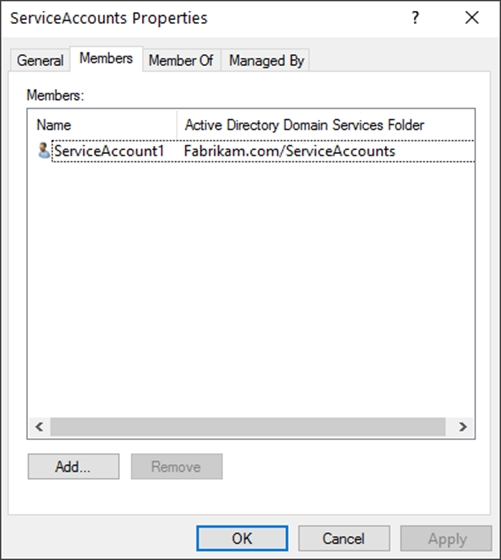 ServiceAccounts Properties ?
General Members Member Of Managed By
Members:
Name Active Directory Domain Services Folder
ServiceAccount1 Fabrikam.com/ServiceAccounts
Add... Remove
OK Cancel Apply